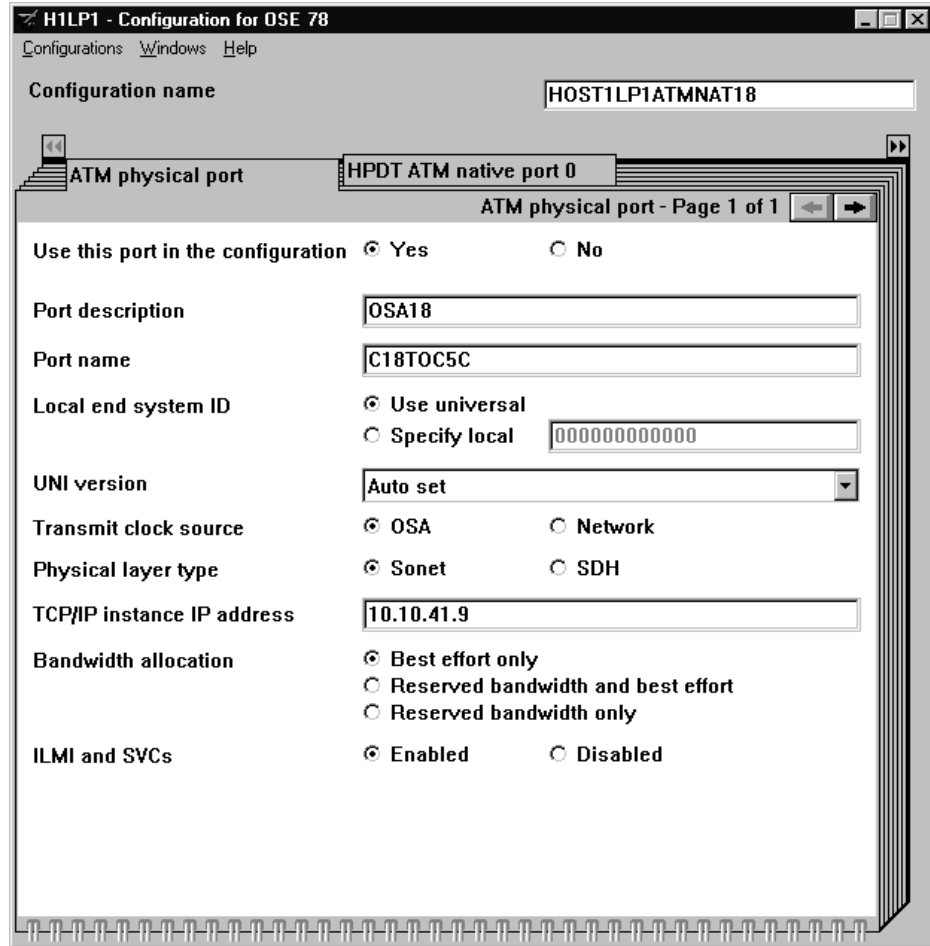 H1LP1 - Configuration for OSE 78
Configurations Windows Help
Configuration name HOST1LP1ATMNAT18
ATM physical port HPDT ATM native port 0
ATM physical port - Page 1 of 1
Use this port in the configuration Yes No
Port description OSA18
Port name C18TOC5C
Local end system ID Use universal
Specify local 000000000000
UNI version Auto set
Transmit clock source OSA Network
Physical layer type Sonet SDH
TCP/IP instance IP address 10.10.41.9
Bandwidth allocation Best effort only
Reserved bandwidth and best effort
Reserved bandwidth only
ILMI and SVCs Enabled Disabled